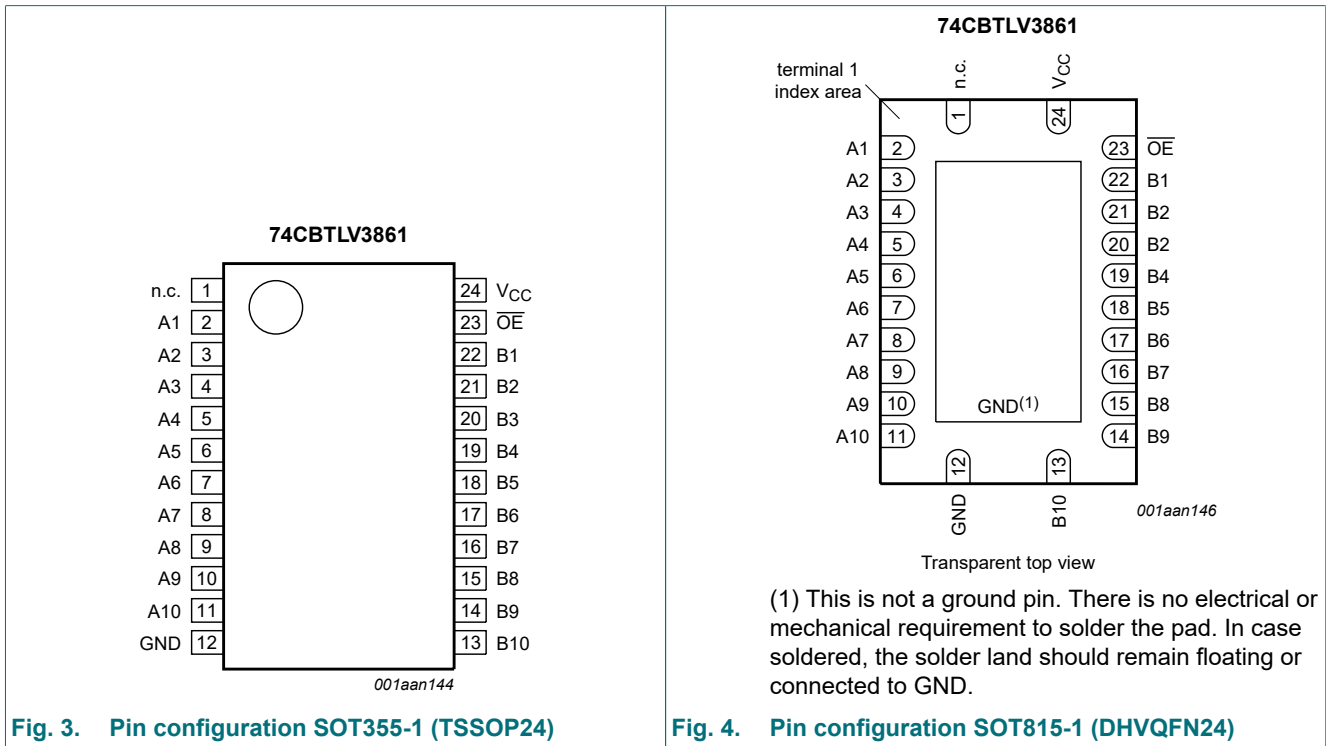 74CBTLV3861
n.c. 1
A1 2
A2 3
A3 4
A4 5
A5 6
A6 7
A7 8
A8 9
A9 10
A10 11
GND 12
24 VCC
23 OE
22 B1
21 B2
20 B3
19 B4
18 B5
17 B6
16 B7
15 B8
14 B9
13 B10
001aan144
Fig. 3. Pin configuration SOT355-1 (TSSOP24)
74CBTLV3861
terminal 1
index area
n.c.
1
VCC
24
A1 2
A2 3
A3 4
A4 5
A5 6
A6 7
A7 8
A8 9
A9 10
A10 11
23 OE
22 B1
21 B2
20 B2
19 B4
18 B5
17 B6
16 B7
15 B8
14 B9
GND(1)
12
GND
13
B10
001aan146
Transparent top view
(1) This is not a ground pin. There is no electrical or
mechanical requirement to solder the pad. In case
soldered, the solder land should remain floating or
connected to GND.
Fig. 4. Pin configuration SOT815-1 (DHVQFN24)